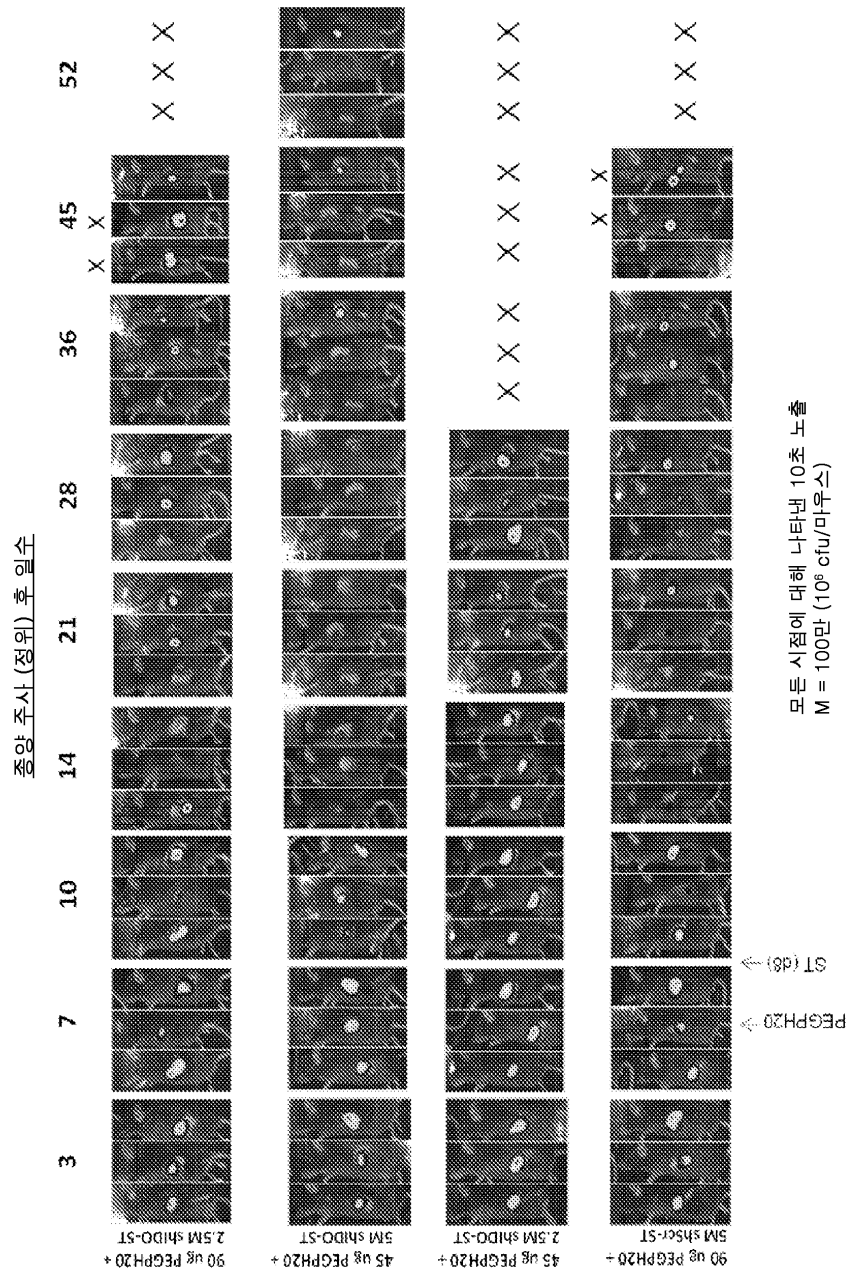 종양 주사 (정위) 후 일수
3 7 10 14 21 28 36 45 52
90 ug PEGPH20 +
2.5M shIDO-ST
45 ug PEGPH20 +
5M shIDO-ST
45 ug PEGPH20 +
2.5M shIDO-ST
90 ug PEGPH20 +
5M shScr-ST
X X
X X X
X X X
X X X
X X X
X X
X X X
PEGPH20
ST (d8)
모든 시점에 대해 나타낸 10초 노출
M = 100만 (10⁶ cfu/마우스)